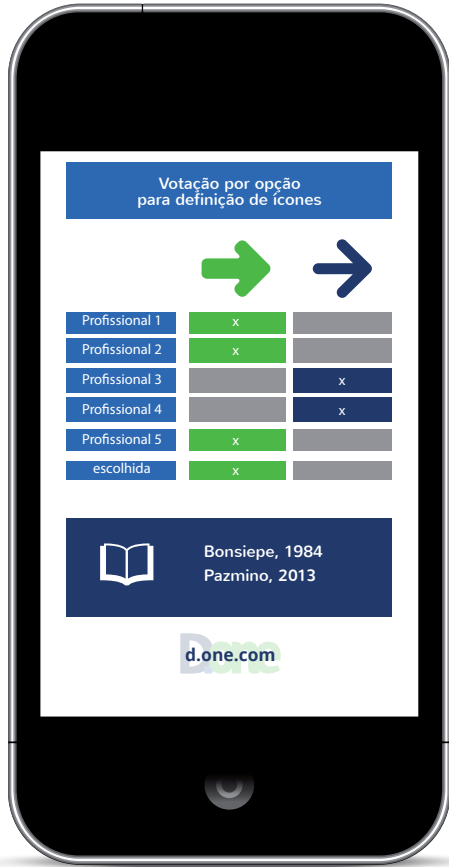 Votação por opção
para definição de ícones
Profissional 1 x
Profissional 2 x
Profissional 3 x
Profissional 4 x
Profissional 5 x
escolhida x
Bonsiepe, 1984
Pazmino, 2013
D.one
d.one.com